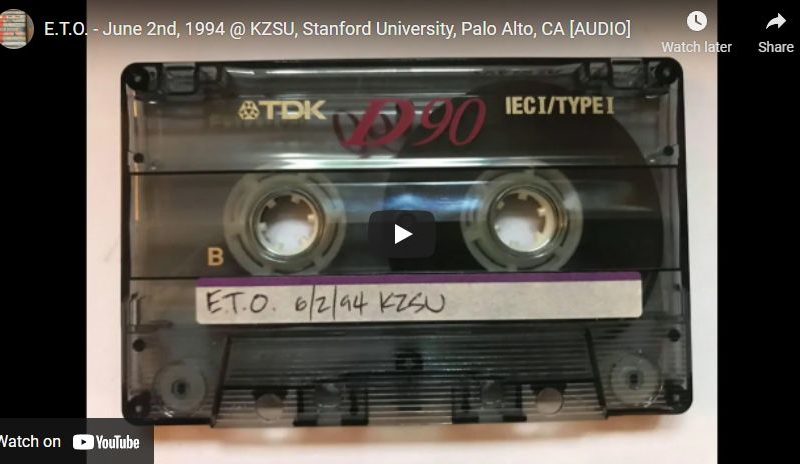 E.T.O. - June 2nd, 1994 @ KZSU, Stanford University, Palo Alto, CA [AUDIO]
Watch later
Share
TDK D90 IECI/TYPE I
B
E.T.O. 6/2/94 KZSU
Watch on YouTube